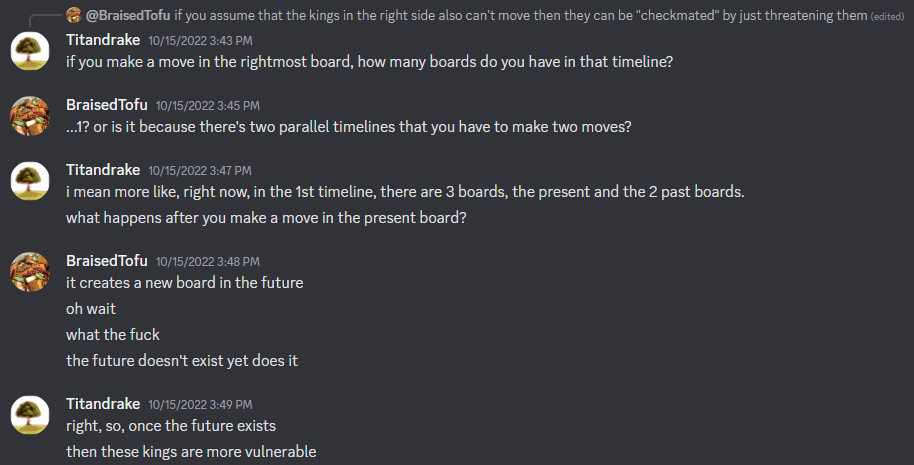 @BraisedTofu if you assume that the kings in the right side also can't move then they can be "checkmated" by just threatening them (edited)
Titandrake 10/15/2022 3:43 PM
if you make a move in the rightmost board, how many boards do you have in that timeline?
BraisedTofu 10/15/2022 3:45 PM
...1? or is it because there's two parallel timelines that you have to make two moves?
Titandrake 10/15/2022 3:47 PM
i mean more like, right now, in the 1st timeline, there are 3 boards, the present and the 2 past boards.
what happens after you make a move in the present board?
BraisedTofu 10/15/2022 3:48 PM
it creates a new board in the future
oh wait
what the fuck
the future doesn't exist yet does it
Titandrake 10/15/2022 3:49 PM
right, so, once the future exists
then these kings are more vulnerable